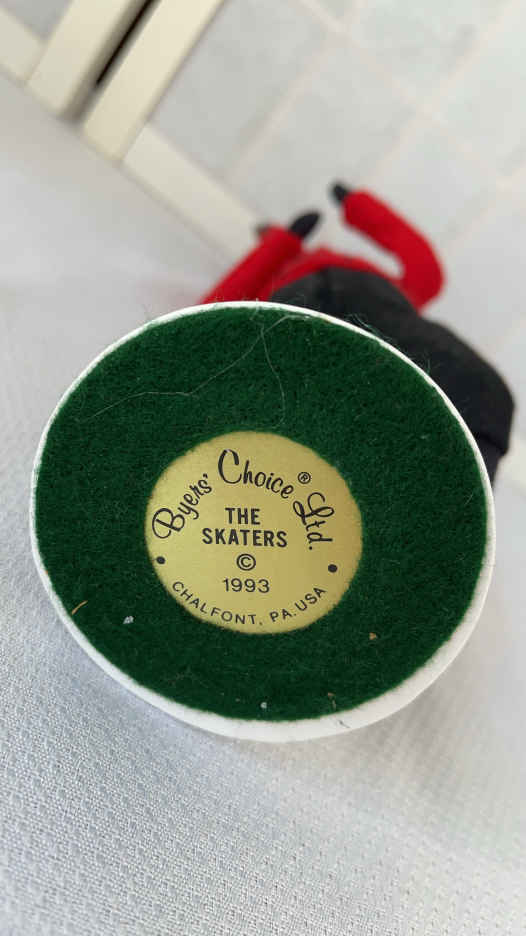 Byers' Choice® Ltd.
THE
SKATERS
©
1993
CHALFONT, PA. USA